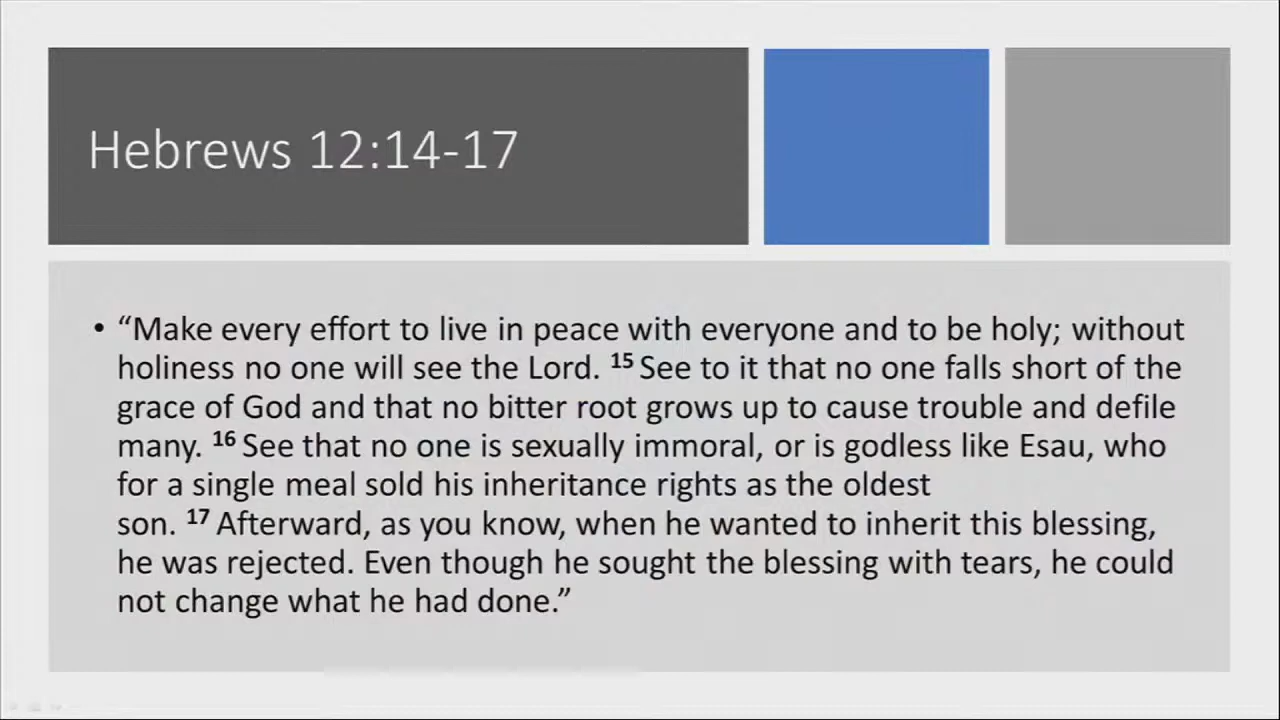 Hebrews 12:14-17
• “Make every effort to live in peace with everyone and to be holy; without
holiness no one will see the Lord. 15 See to it that no one falls short of the
grace of God and that no bitter root grows up to cause trouble and defile
many. 16 See that no one is sexually immoral, or is godless like Esau, who
for a single meal sold his inheritance rights as the oldest
son. 17 Afterward, as you know, when he wanted to inherit this blessing,
he was rejected. Even though he sought the blessing with tears, he could
not change what he had done.”